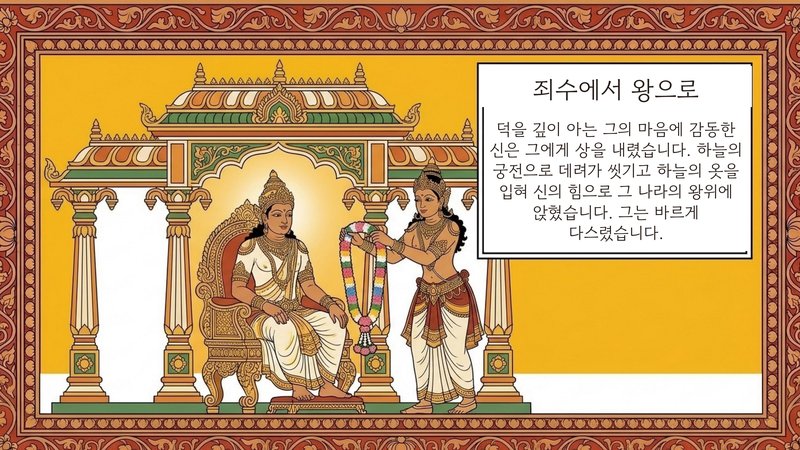 죄수에서 왕으로
덕을 깊이 아는 그의 마음에 감동한
신은 그에게 상을 내렸습니다. 하늘의
궁전으로 데려가 씻기고 하늘의 옷을
입혀 신의 힘으로 그 나라의 왕위에
앉혔습니다. 그는 바르게
다스렸습니다.